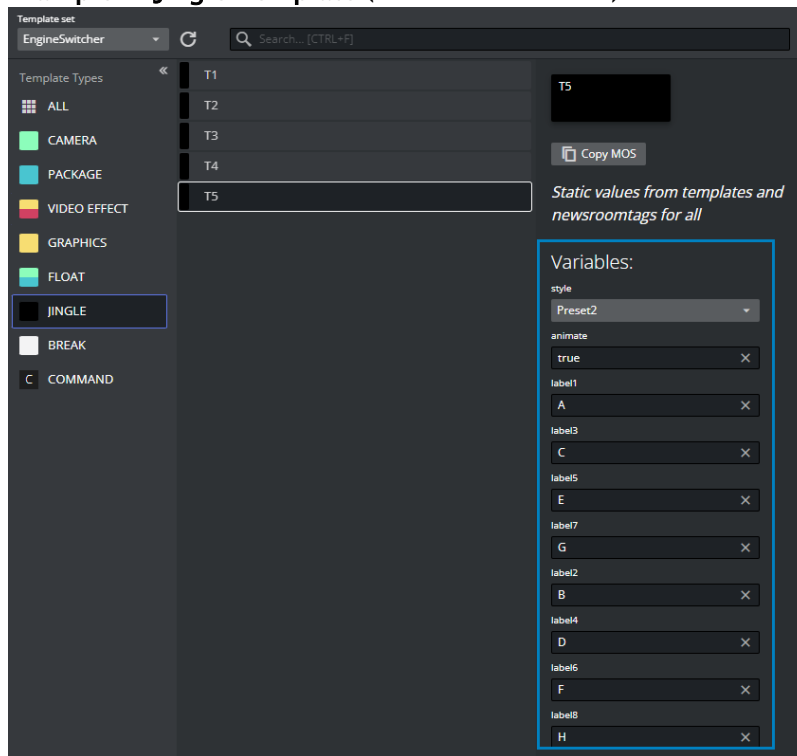 Template set
EngineSwitcher
Search... [CTRL+F]
Template Types
ALL
CAMERA
PACKAGE
VIDEO EFFECT
GRAPHICS
FLOAT
JINGLE
BREAK
C COMMAND
T1
T2
T3
T4
T5
T5
Copy MOS
Static values from templates and
newsroomtags for all
Variables:
style
Preset2
animate
true
label1
A
label3
C
label5
E
label7
G
label2
B
label4
D
label6
F
label8
H